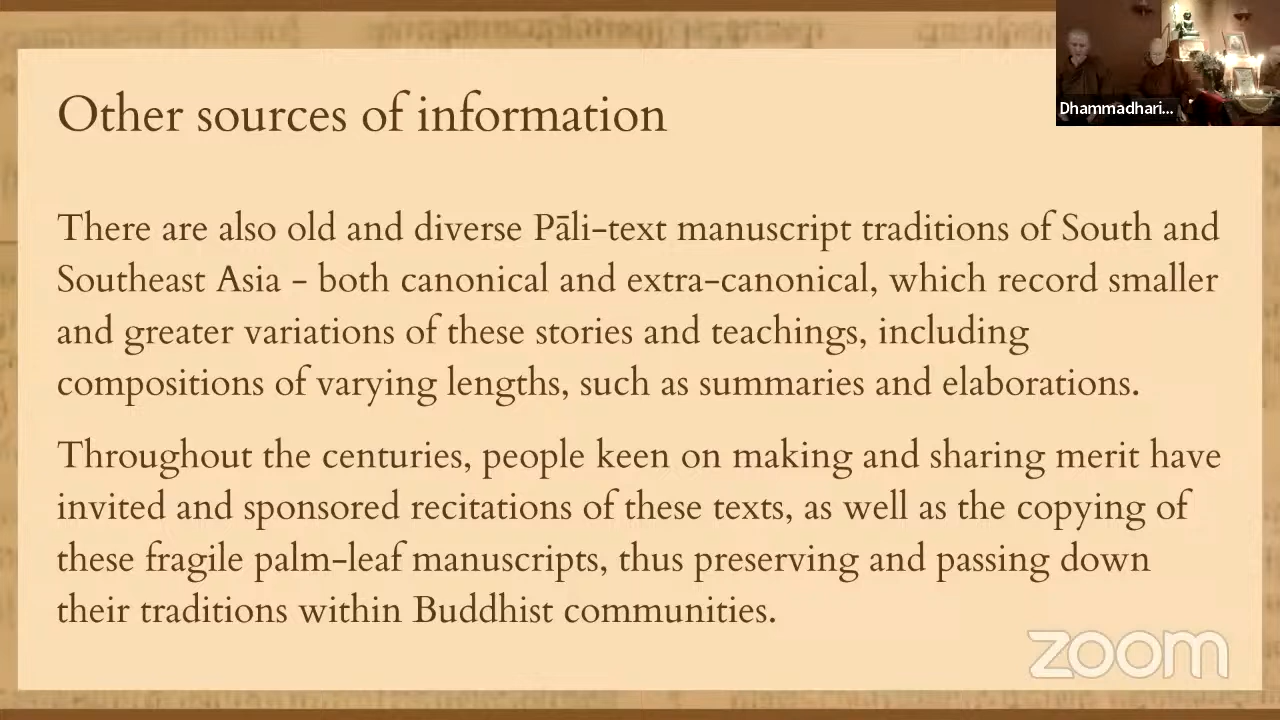 Other sources of information
Dhammadhari...
There are also old and diverse Pāli-text manuscript traditions of South and
Southeast Asia - both canonical and extra-canonical, which record smaller
and greater variations of these stories and teachings, including
compositions of varying lengths, such as summaries and elaborations.
Throughout the centuries, people keen on making and sharing merit have
invited and sponsored recitations of these texts, as well as the copying of
these fragile palm-leaf manuscripts, thus preserving and passing down
their traditions within Buddhist communities.
zoom